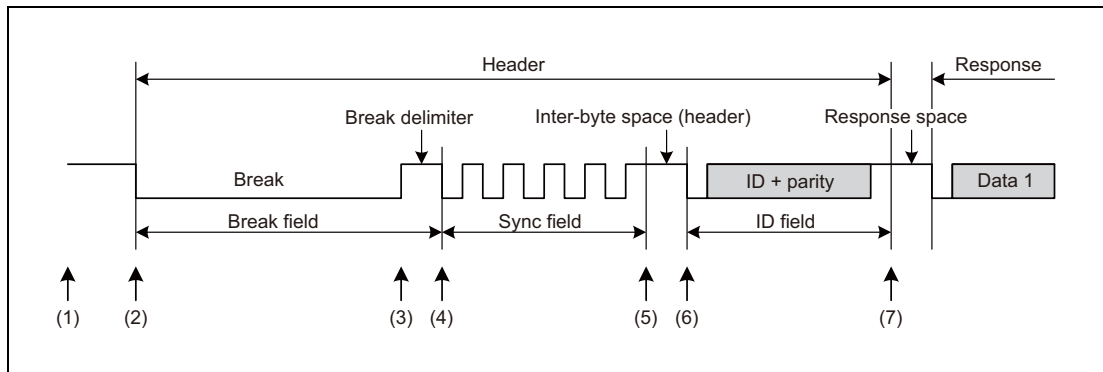 Header
Response
Break delimiter
Inter-byte space (header)
Response space
Break
ID + parity
Data 1
Break field
Sync field
ID field
(1)
(2)
(3)
(4)
(5)
(6)
(7)